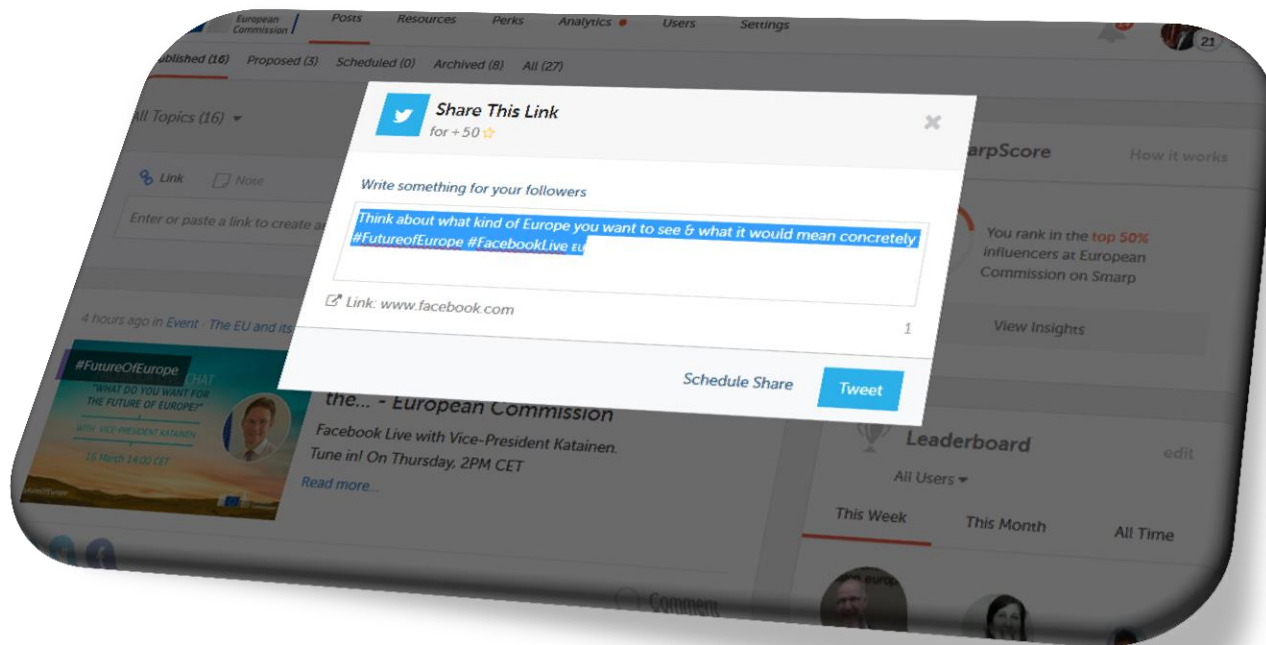 European
Commission
Posts
Resources
Perks
Analytics
Users
Settings
21
Published (16)
Proposed (3)
Scheduled (0)
Archived (8)
All (27)
All Topics (16)
Link
Note
Enter or paste a link to create a
Share This Link
for + 50
Write something for your followers
Think about what kind of Europe you want to see & what it would mean concretely
#FutureofEurope #FacebookLive
Link: www.facebook.com
1
Schedule Share
Tweet
arpScore
How it works
You rank in the top 50%
influencers at European
Commission on Smarp
View Insights
4 hours ago in Event · The EU and its
#FutureOfEurope
CHAT
"WHAT DO YOU WANT FOR
THE FUTURE OF EUROPE?"
WITH VICE-PRESIDENT KATAINEN
16 March 14:00 CET
the... - European Commission
Facebook Live with Vice-President Katainen.
Tune in! On Thursday, 2PM CET
Read more...
Comment
Leaderboard
edit
All Users
This Week
This Month
All Time